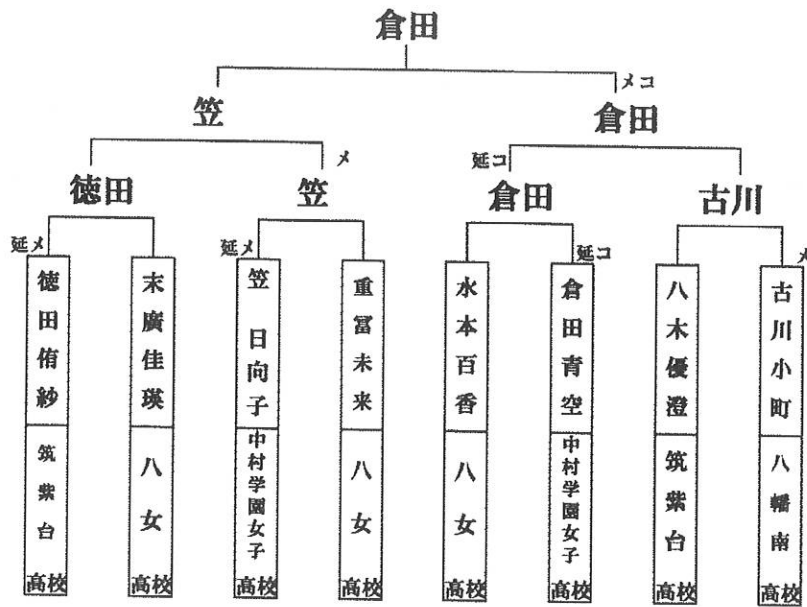 倉田
メコ
笠
倉田
メ
延コ
徳田
笠
倉田
古川
延メ
延メ
延コ
メ
徳田侑紗
末廣佳瑛
笠 日向子
重冨未来
水本百香
倉田青空
八木優澄
古川小町
筑紫台高校
八女高校
中村学園女子高校
八女高校
八女高校
中村学園女子高校
筑紫台高校
八幡南高校